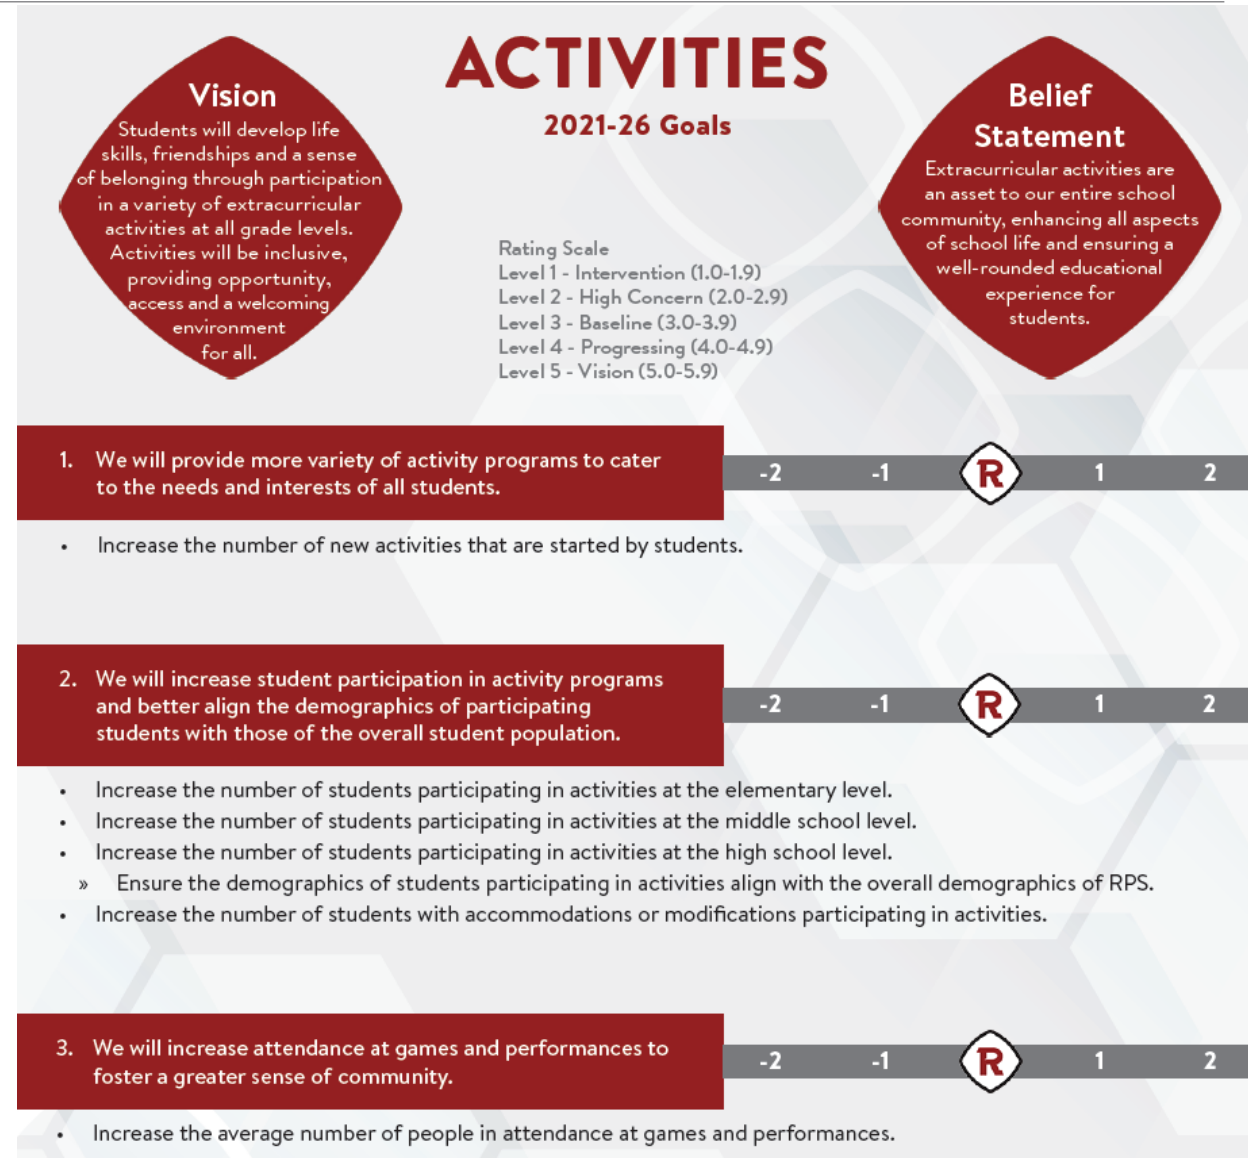 ACTIVITIES
2021-26 Goals
Vision
Students will develop life
skills, friendships and a sense
of belonging through participation
in a variety of extracurricular
activities at all grade levels.
Activities will be inclusive,
providing opportunity,
access and a welcoming
environment
for all.
Belief
Statement
Extracurricular activities are
an asset to our entire school
community, enhancing all aspects
of school life and ensuring a
well-rounded educational
experience for
students.
Rating Scale
Level 1 - Intervention (1.0-1.9)
Level 2 - High Concern (2.0-2.9)
Level 3 - Baseline (3.0-3.9)
Level 4 - Progressing (4.0-4.9)
Level 5 - Vision (5.0-5.9)
1. We will provide more variety of activity programs to cater
to the needs and interests of all students.
-2 -1 R 1 2
• Increase the number of new activities that are started by students.
2. We will increase student participation in activity programs
and better align the demographics of participating
students with those of the overall student population.
-2 -1 R 1 2
• Increase the number of students participating in activities at the elementary level.
• Increase the number of students participating in activities at the middle school level.
• Increase the number of students participating in activities at the high school level.
» Ensure the demographics of students participating in activities align with the overall demographics of RPS.
• Increase the number of students with accommodations or modifications participating in activities.
3. We will increase attendance at games and performances to
foster a greater sense of community.
-2 -1 R 1 2
• Increase the average number of people in attendance at games and performances.